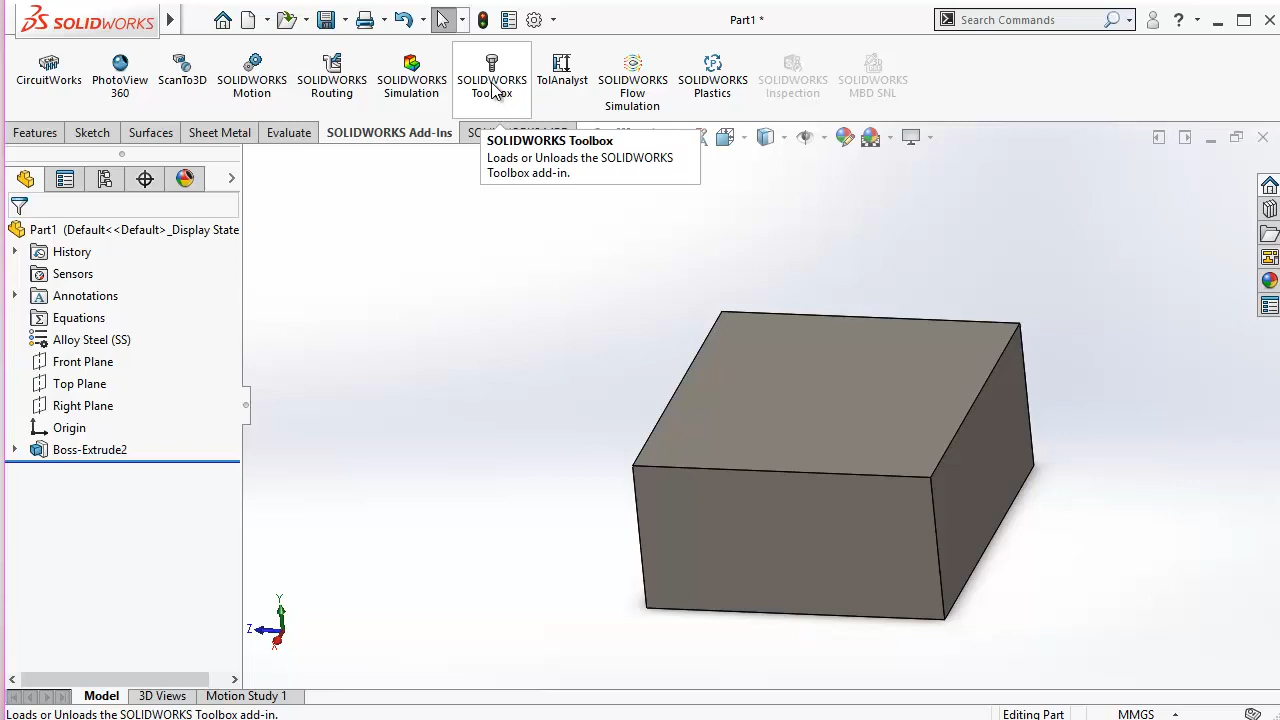 SOLIDWORKS
Part1 *
Search Commands
CircuitWorks
PhotoView
360
ScanTo3D
SOLIDWORKS
Motion
SOLIDWORKS
Routing
SOLIDWORKS
Simulation
SOLIDWORKS
Toolbox
TolAnalyst
SOLIDWORKS
Flow
Simulation
SOLIDWORKS
Plastics
SOLIDWORKS
Inspection
SOLIDWORKS
MBD SNL
Features
Sketch
Surfaces
Sheet Metal
Evaluate
SOLIDWORKS Add-Ins
SOLIDWORKS Toolbox
Loads or Unloads the SOLIDWORKS
Toolbox add-in.
Part1 (Default<<Default>_Display State
History
Sensors
Annotations
Equations
Alloy Steel (SS)
Front Plane
Top Plane
Right Plane
Origin
Boss-Extrude2
Y
Z
X
Model
3D Views
Motion Study 1
Loads or Unloads the SOLIDWORKS Toolbox add-in.
Editing Part
MMGS